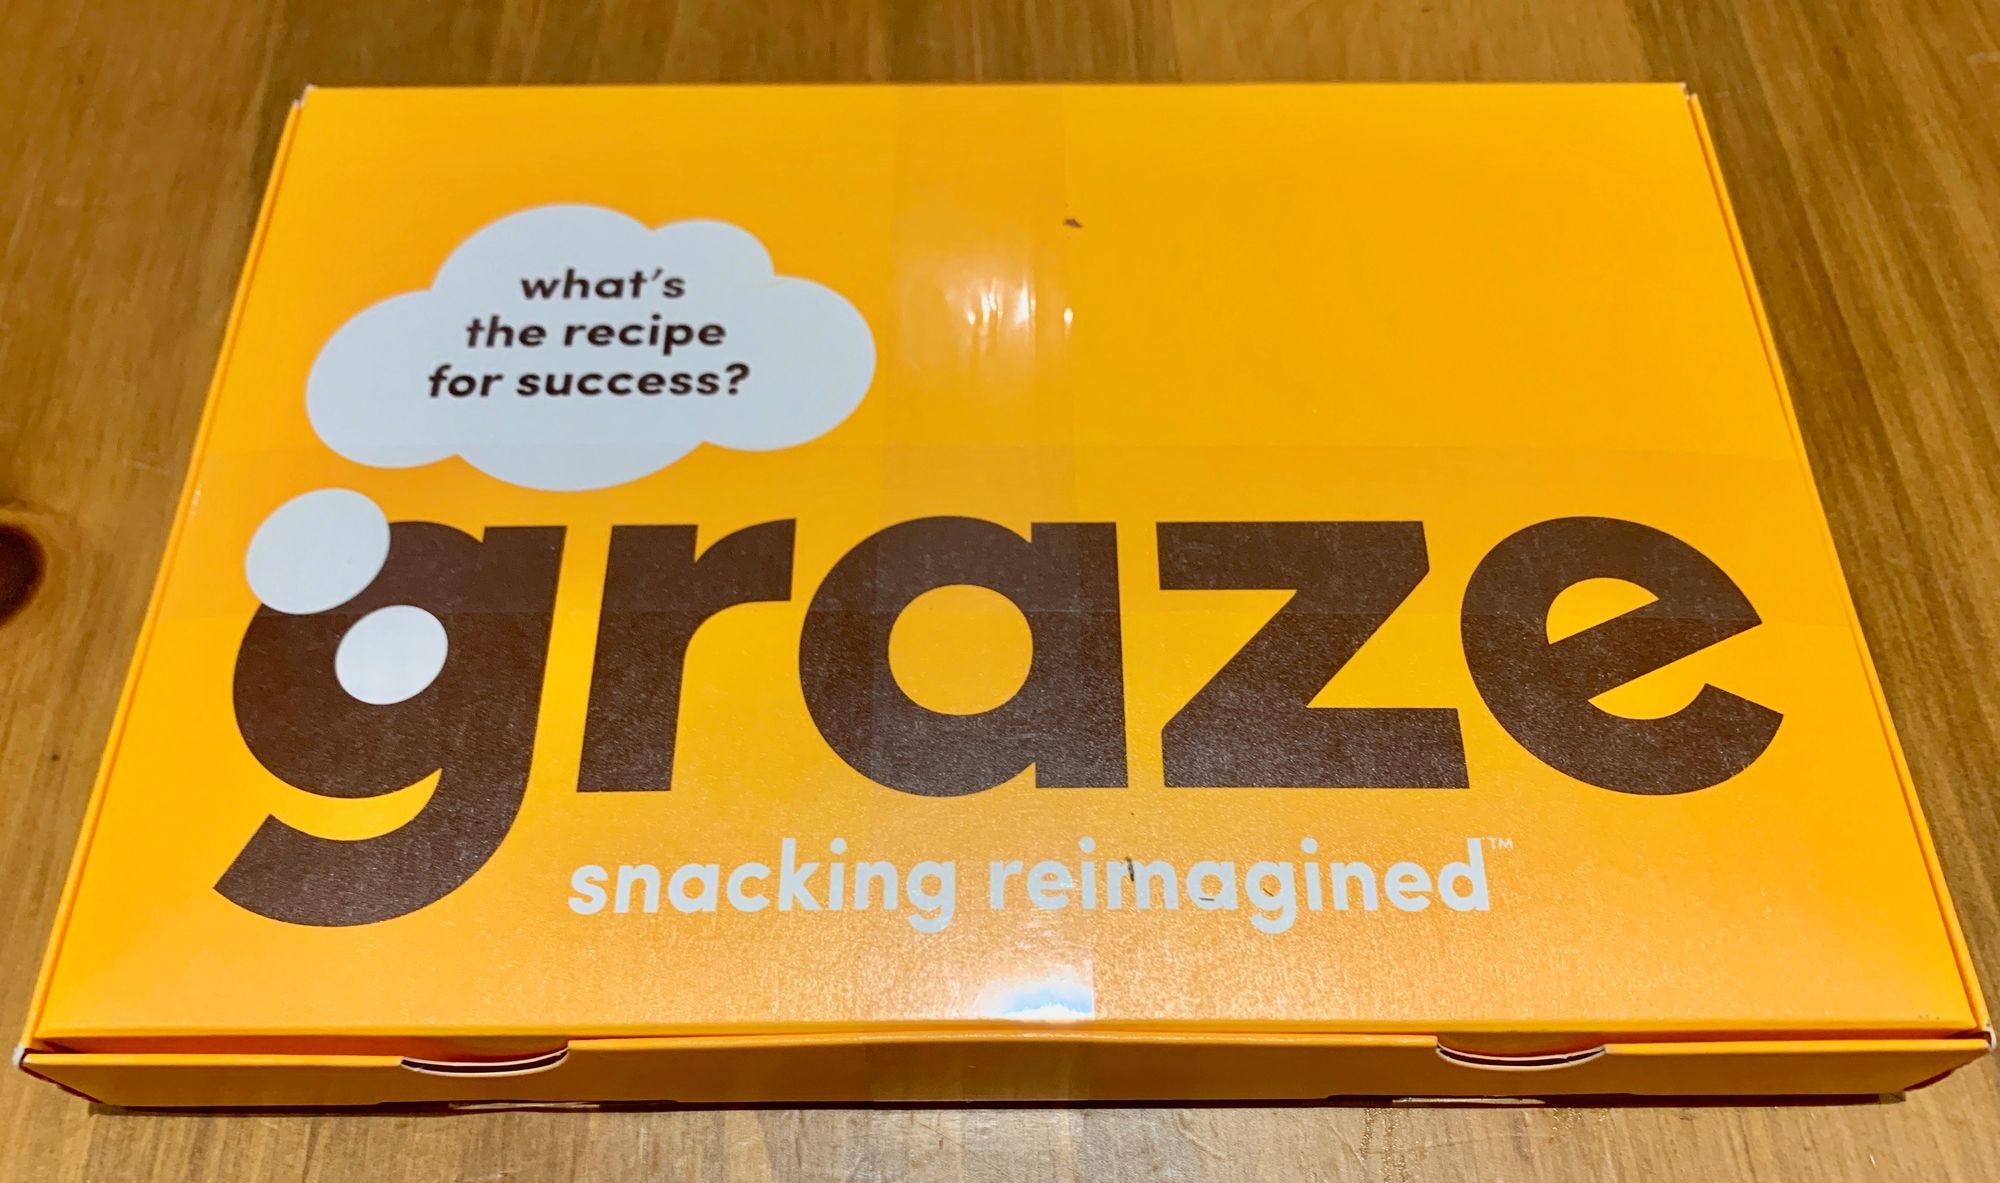 what's
the recipe
for success?
graze
snacking reimagined™